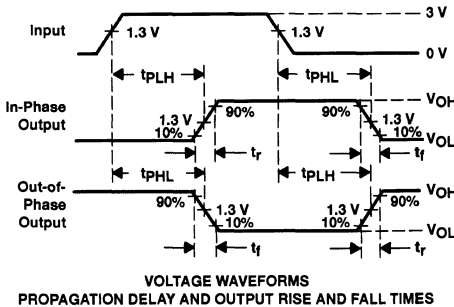 3 V
Input
1.3 V
1.3 V
0 V
tPLH
tPHL
VOH
In-Phase
Output
90%
90%
1.3 V
1.3 V
10%
10%
VOL
tr
tf
tPHL
tPLH
Out-of-
Phase
Output
VOH
90%
90%
1.3 V
1.3 V
10%
10%
VOL
tf
tr
VOLTAGE WAVEFORMS
PROPAGATION DELAY AND OUTPUT RISE AND FALL TIMES